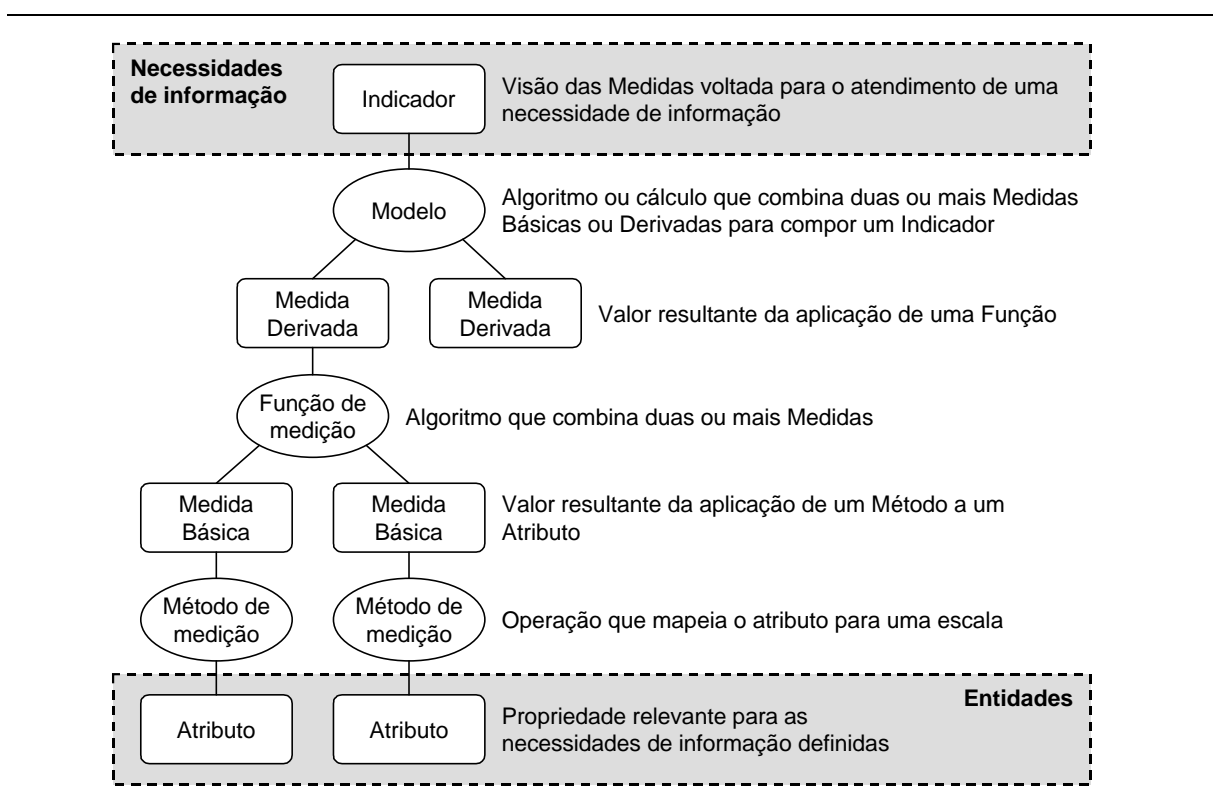 Necessidades
de informação
Indicador
Visão das Medidas voltada para o atendimento de uma
necessidade de informação
Modelo
Algoritmo ou cálculo que combina duas ou mais Medidas
Básicas ou Derivadas para compor um Indicador
Medida
Derivada
Medida
Derivada
Valor resultante da aplicação de uma Função
Função de
medição
Algoritmo que combina duas ou mais Medidas
Medida
Básica
Medida
Básica
Valor resultante da aplicação de um Método a um
Atributo
Método de
medição
Método de
medição
Operação que mapeia o atributo para uma escala
Entidades
Atributo
Atributo
Propriedade relevante para as
necessidades de informação definidas